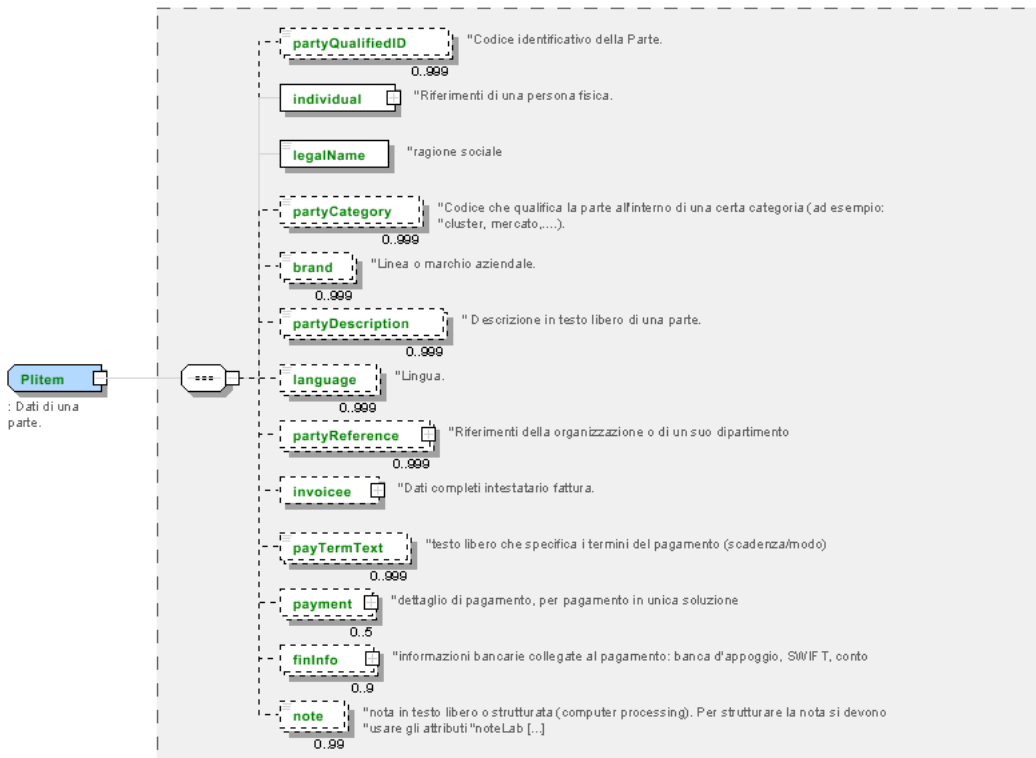 partyQualifiedID
"Codice identificativo della Parte.
0..999
individual
"Riferimenti di una persona fisica.
legalName
"ragione sociale
partyCategory
"Codice che qualifica la parte all'interno di una certa categoria (ad esempio:
"cluster, mercato,....).
0..999
brand
"Linea o marchio aziendale.
0..999
partyDescription
" Descrizione in testo libero di una parte.
0..999
PIitem
: Dati di una
parte.
language
"Lingua.
0..999
partyReference
"Riferimenti della organizzazione o di un suo dipartimento
0..999
invoicee
"Dati completi intestatario fattura.
payTermText
"testo libero che specifica i termini del pagamento (scadenza/modo)
0..999
payment
"dettaglio di pagamento, per pagamento in unica soluzione
0..5
finInfo
"informazioni bancarie collegate al pagamento: banca d'appoggio, SWIFT, conto
0..9
note
"nota in testo libero o strutturata (computer processing). Per strutturare la nota si devono
"usare gli attributi "noteLab [...]
0..99